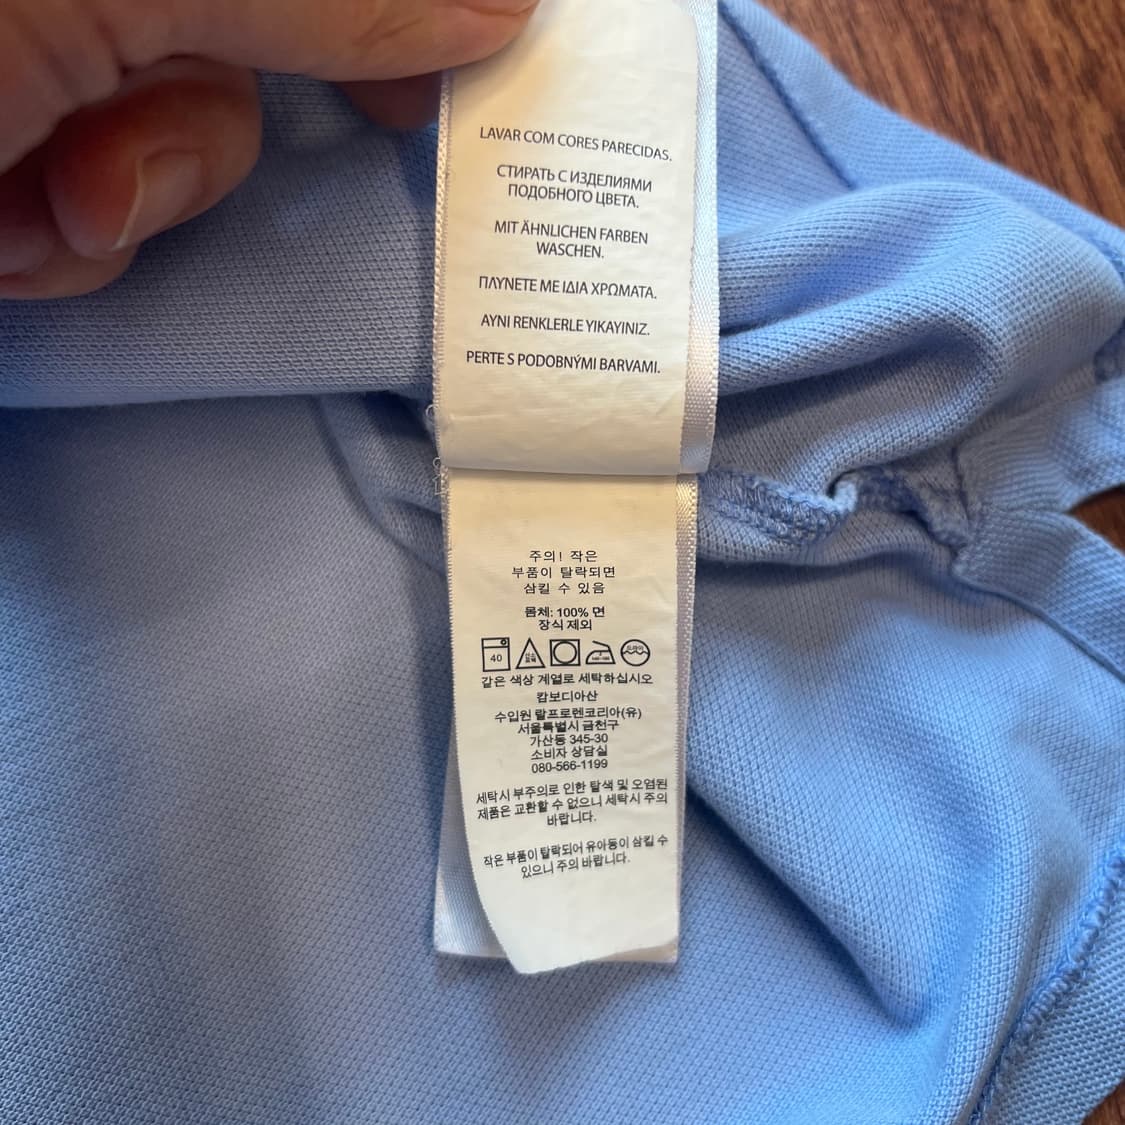 LAVAR COM CORES PARECIDAS.
СТИРАТЬ С ИЗДЕЛИЯМИ
ПОДОБНОГО ЦВЕТА.
MIT ÄHNLICHEN FARBEN
WASCHEN.
ΠΛΥΝΕΤΕ ΜΕ ΙΔΙΑ ΧΡΩΜΑΤΑ.
AYNI RENKLERLE YIKAYINIZ.
PERTE S PODOBNÝMI BARVAMI.
주의! 작은
부품이 탈락되면
삼킬 수 있음
몸체: 100% 면
장식 제외
40
같은 색상 계열로 세탁하십시오
캄보디아산
수입원 랄프로렌코리아(유)
서울특별시 금천구
가산동 345-30
소비자 상담실
080-566-1199
세탁시 부주의로 인한 탈색 및 오염된
제품은 교환할 수 없으니 세탁시 주의
바랍니다.
작은 부품이 탈락되어 유아동이 삼킬 수
있으니 주의 바랍니다.